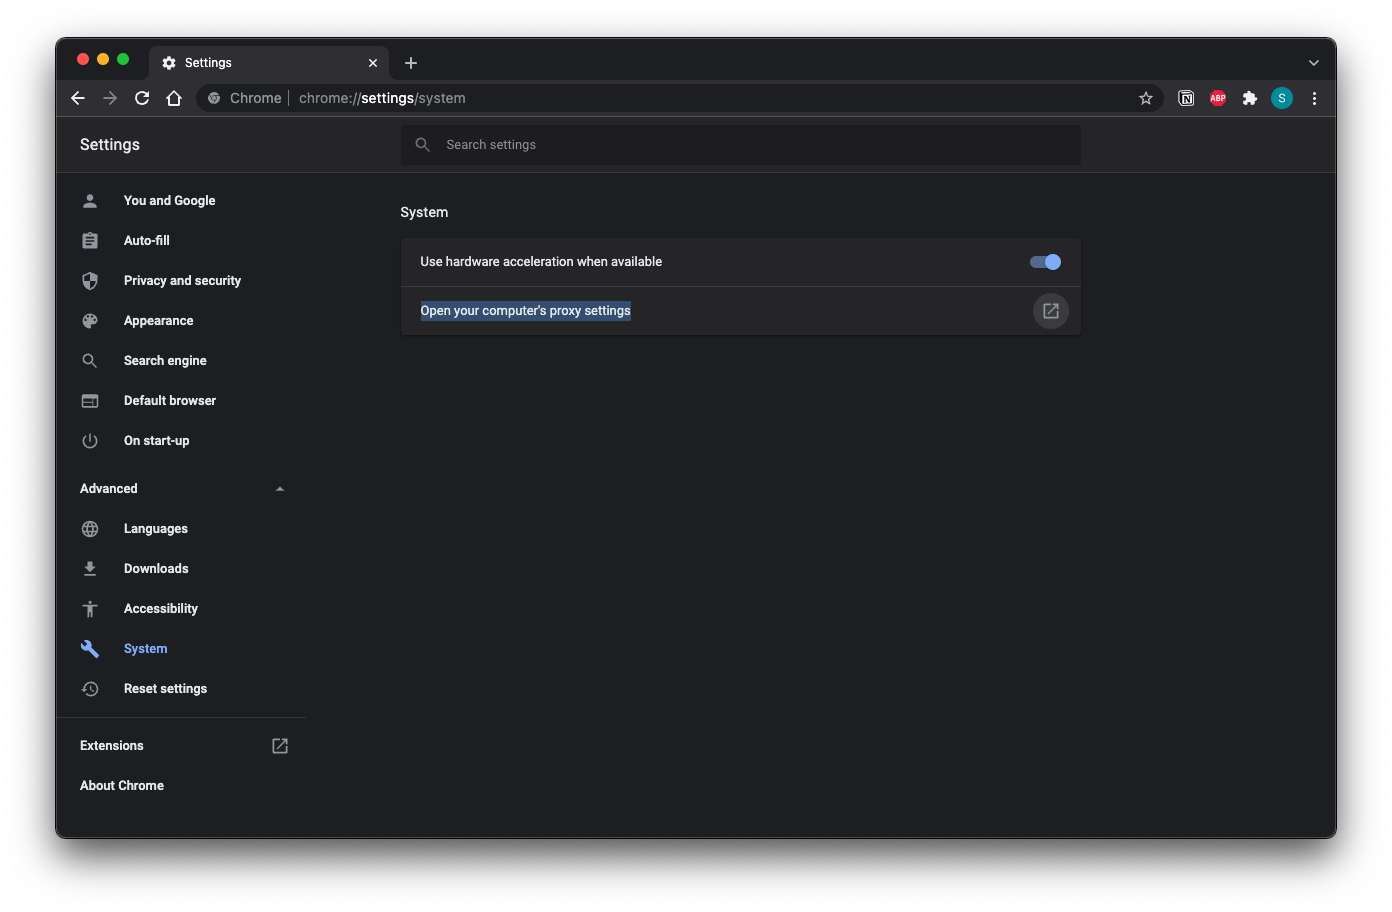 Settings
Chrome chrome://settings/system
ABP
S
Settings
Search settings
You and Google
Auto-fill
Privacy and security
Appearance
Search engine
Default browser
On start-up
Advanced
Languages
Downloads
Accessibility
System
Reset settings
Extensions
About Chrome
System
Use hardware acceleration when available
Open your computer's proxy settings